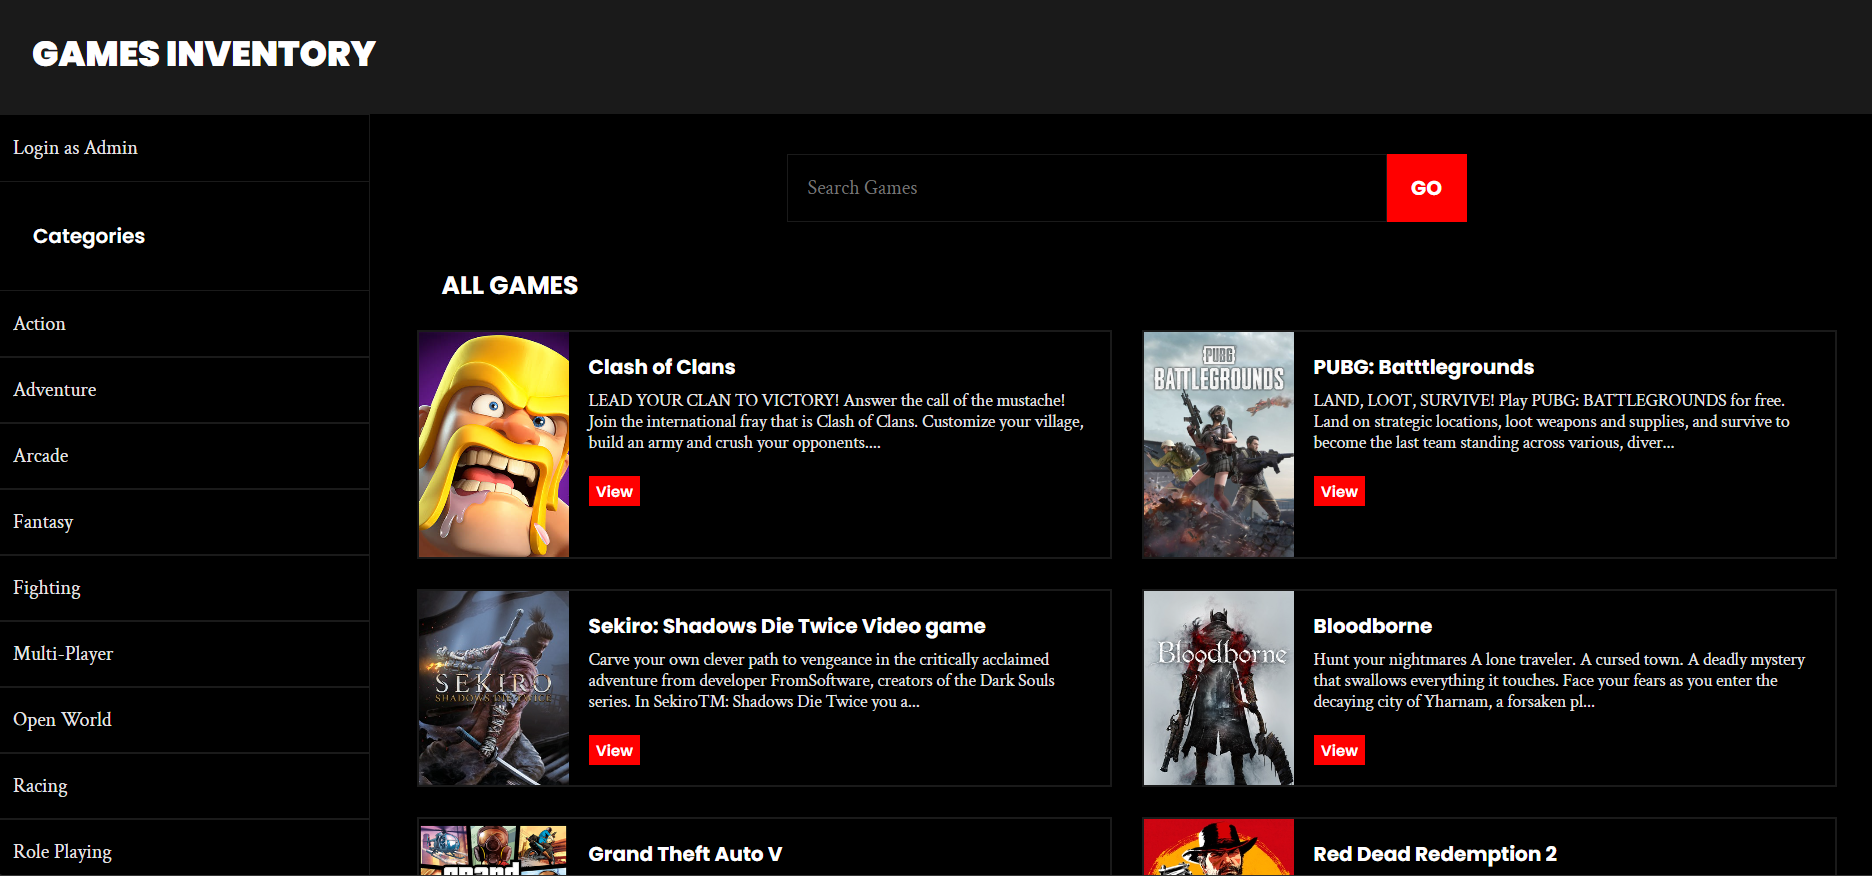 GAMES INVENTORY
Login as Admin
Categories
Action
Adventure
Arcade
Fantasy
Fighting
Multi-Player
Open World
Racing
Role Playing
Search Games
GO
ALL GAMES
Clash of Clans
LEAD YOUR CLAN TO VICTORY! Answer the call of the mustache!
Join the international fray that is Clash of Clans. Customize your village,
build an army and crush your opponents....
View
PUBG
BATTLEGROUNDS
PUBG: Batttlegrounds
LAND, LOOT, SURVIVE! Play PUBG: BATTLEGROUNDS for free.
Land on strategic locations, loot weapons and supplies, and survive to
become the last team standing across various, diver...
View
SEKIRO
SHADOWS DIE TWICE
Sekiro: Shadows Die Twice Video game
Carve your own clever path to vengeance in the critically acclaimed
adventure from developer FromSoftware, creators of the Dark Souls
series. In SekiroTM: Shadows Die Twice you a...
View
Bloodborne
Bloodborne
Hunt your nightmares A lone traveler. A cursed town. A deadly mystery
that swallows everything it touches. Face your fears as you enter the
decaying city of Yharnam, a forsaken pl...
View
grand
Grand Theft Auto V
Red Dead Redemption 2